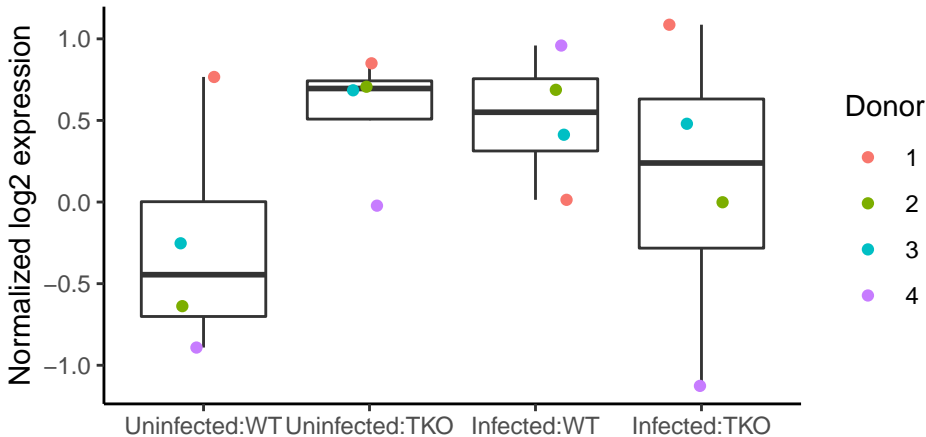 Normalized log2 expression
1.0
0.5
0.0
−0.5
−1.0
Uninfected:WT
Uninfected:TKO
Infected:WT
Infected:TKO
Donor
1
2
3
4